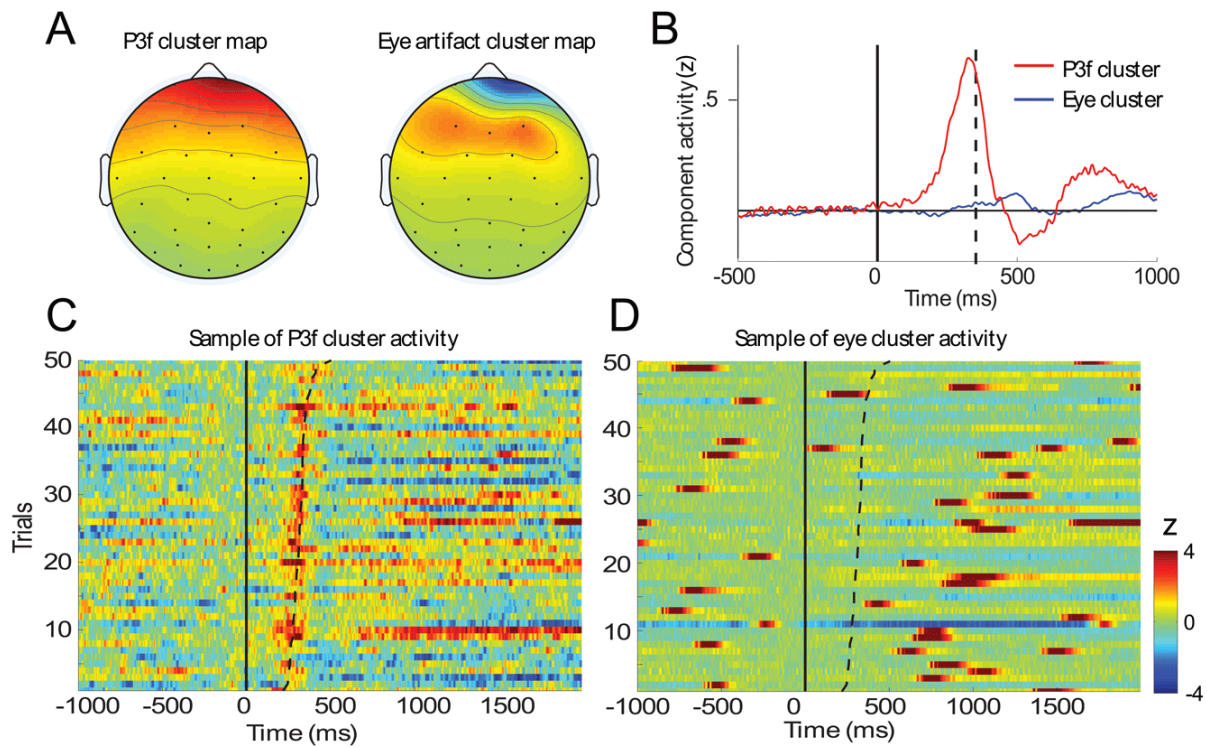 A
P3f cluster map
Eye artifact cluster map
B
Component activity (z)
.5
P3f cluster
Eye cluster
-500
0
500
1000
Time (ms)
C
Sample of P3f cluster activity
Trials
50
40
30
20
10
-1000
-500
0
500
1000
1500
Time (ms)
D
Sample of eye cluster activity
50
40
30
20
10
-1000
-500
0
500
1000
1500
Time (ms)
z
4
0
-4